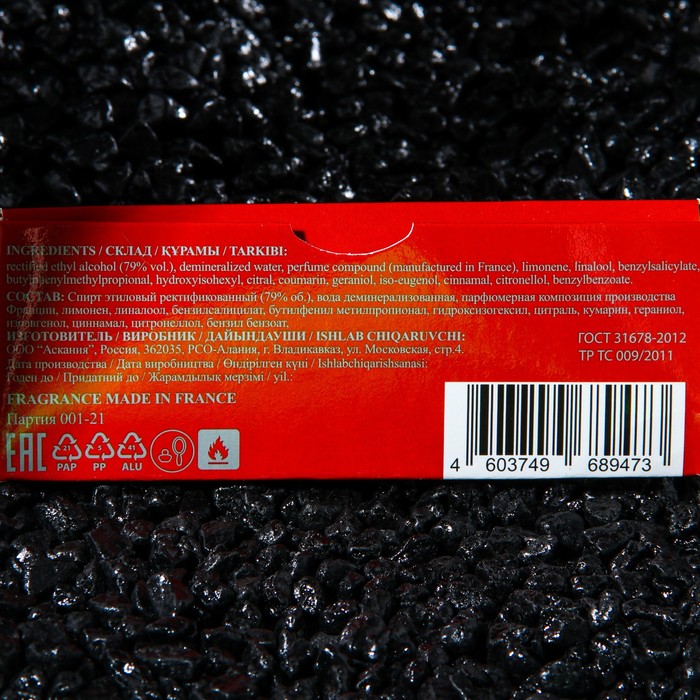 INGREDIENTS / СКЛАД / ҚҰРАМЫ / TARKIBI:
rectified ethyl alcohol (79% vol.), demineralized water, perfume compound (manufactured in France), limonene, linalool, benzylsalicylate,
butylphenylmethylpropional, hydroxyisohexyl, citral, coumarin, geraniol, iso-eugenol, cinnamal, citronellol, benzylbenzoate.
СОСТАВ: Спирт этиловый ректификованный (79% об.), вода деминерализованная, парфюмерная композиция производства
Франции, лимонен, линалоол, бензилсалицилат, бутилфенил метилпропионал, гидроксизогексил, цитраль, кумарин, гераниол,
изоэвгенол, циннамал, цитронеллол, бензил бензоат.
ИЗГОТОВИТЕЛЬ / ВИРОБНИК / ДАЙЫНДАУШИ / ISHLAB CHIQARUVCHI:
ООО “Аскания”, Россия, 362035, РСО-Алания, г. Владикавказ, ул. Московская, стр.4.
Дата производства / Дата виробництва / Өндірілген күні / Ishlabchiqarishsanasi:
Годен до / Придатний до / Жарамдылық мерзімі / yil.:
ГОСТ 31678-2012
ТР ТС 009/2011
FRAGRANCE MADE IN FRANCE
Партия 001-21
EAC
21 PAP
5 PP
41 ALU
4 603749 689473